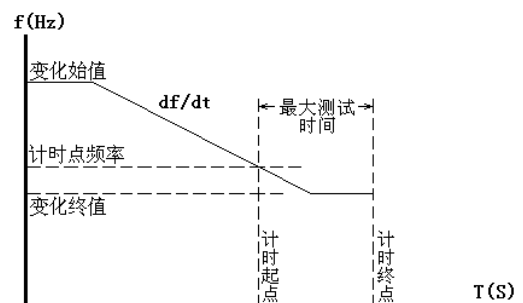 f(Hz)
变化始值
df/dt
最大测试
时间
计时点频率
变化终值
计时起点
计时终点
T(S)